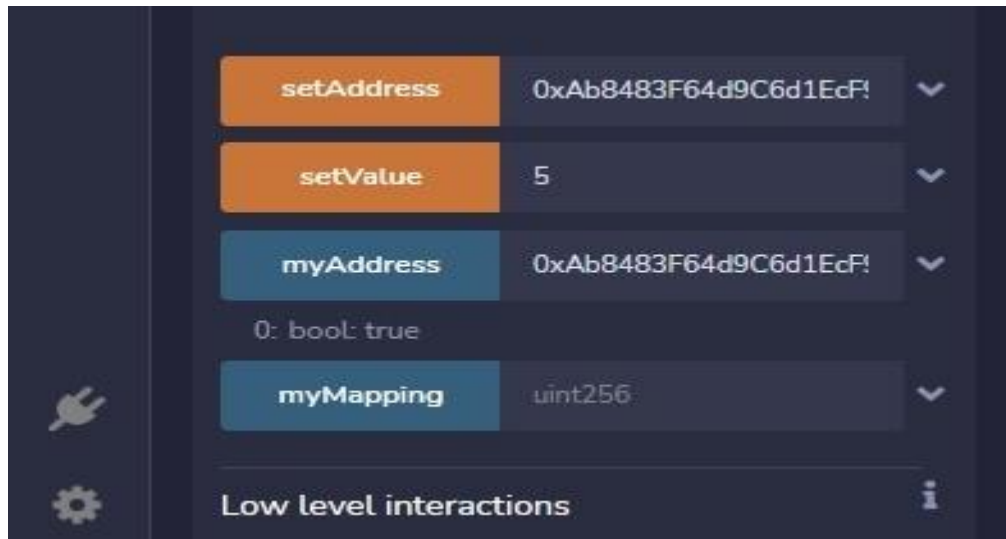 setAddress 0xAb8483F64d9C6d1EcF
setValue 5
myAddress 0xAb8483F64d9C6d1EcF
0: bool: true
myMapping uint256
Low level interactions